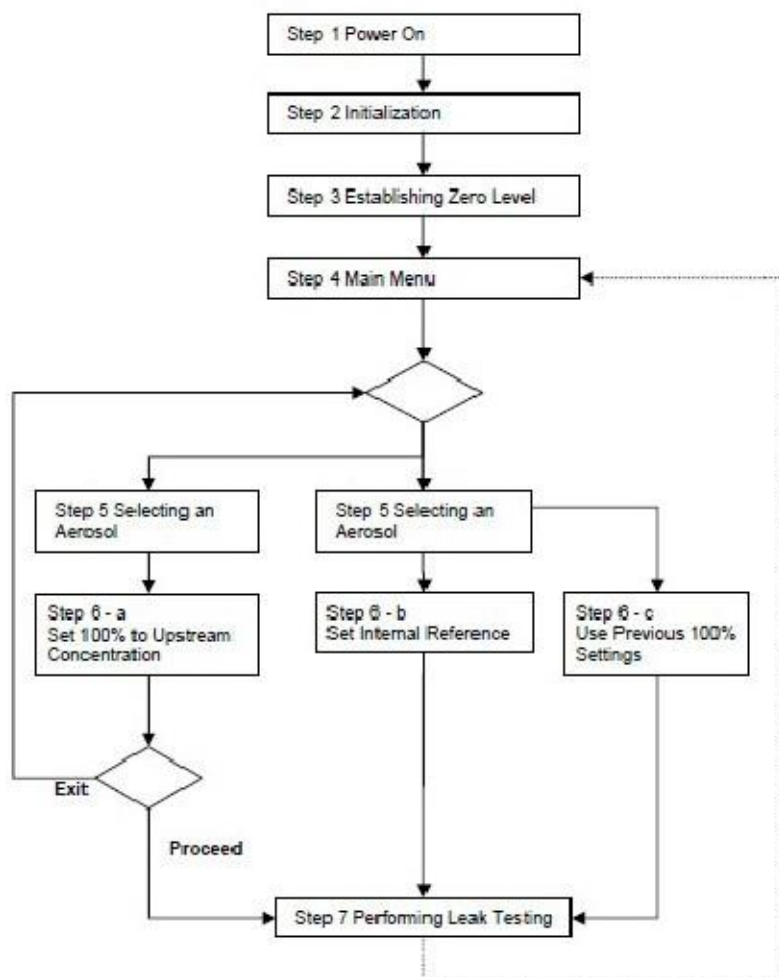 Step 1 Power On
Step 2 Initialization
Step 3 Establishing Zero Level
Step 4 Main Menu
Step 5 Selecting an
Aerosol
Step 5 Selecting an
Aerosol
Step 6 - a
Set 100% to Upstream
Concentration
Step 6 - b
Set Internal Reference
Step 6 - c
Use Previous 100%
Settings
Exit
Proceed
Step 7 Performing Leak Testing